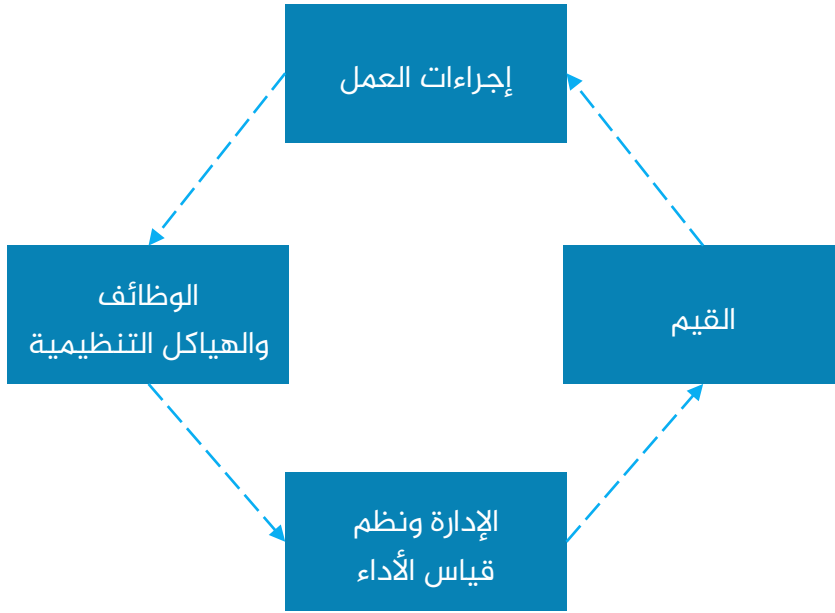 إجراءات العمل
القيم
الوظائف
والهياكل التنظيمية
الإدارة ونظم
قياس الأداء